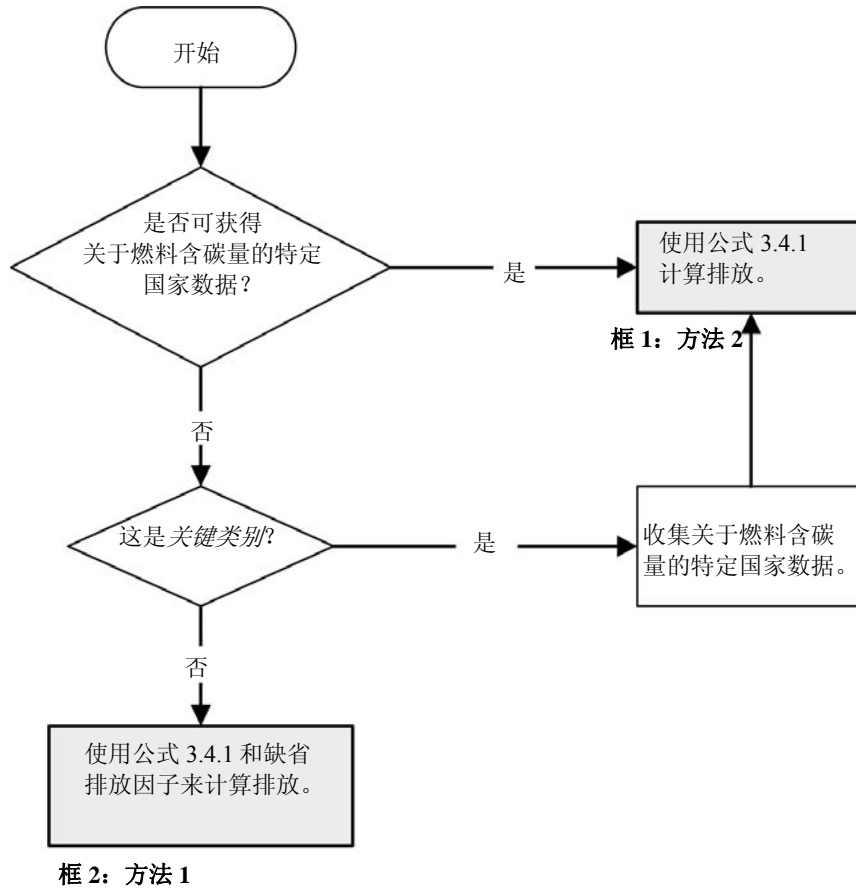 开始
是否可获得
关于燃料含碳量的特定
国家数据？
是
使用公式 3.4.1
计算排放。
框 1：方法 2
否
这是关键类别？
是
收集关于燃料含碳
量的特定国家数据。
否
使用公式 3.4.1 和缺省
排放因子来计算排放。
框 2：方法 1